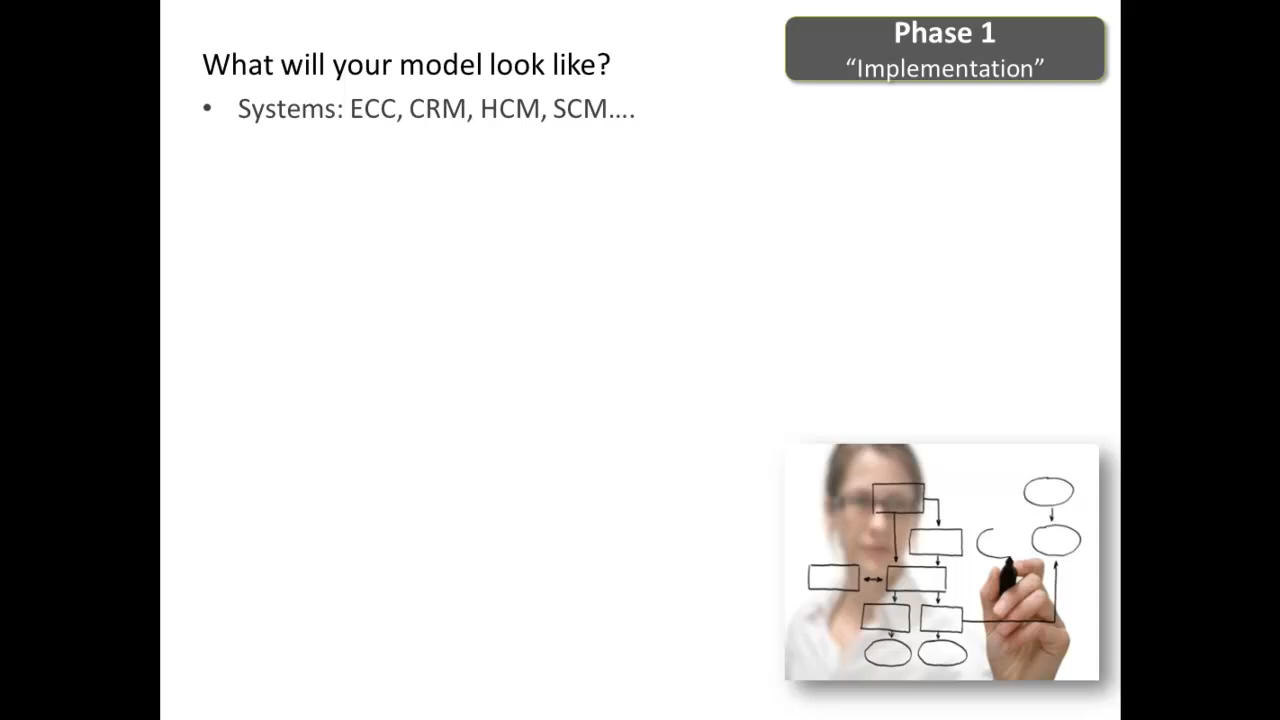 Phase 1
“Implementation”
What will your model look like?
• Systems: ECC, CRM, HCM, SCM….